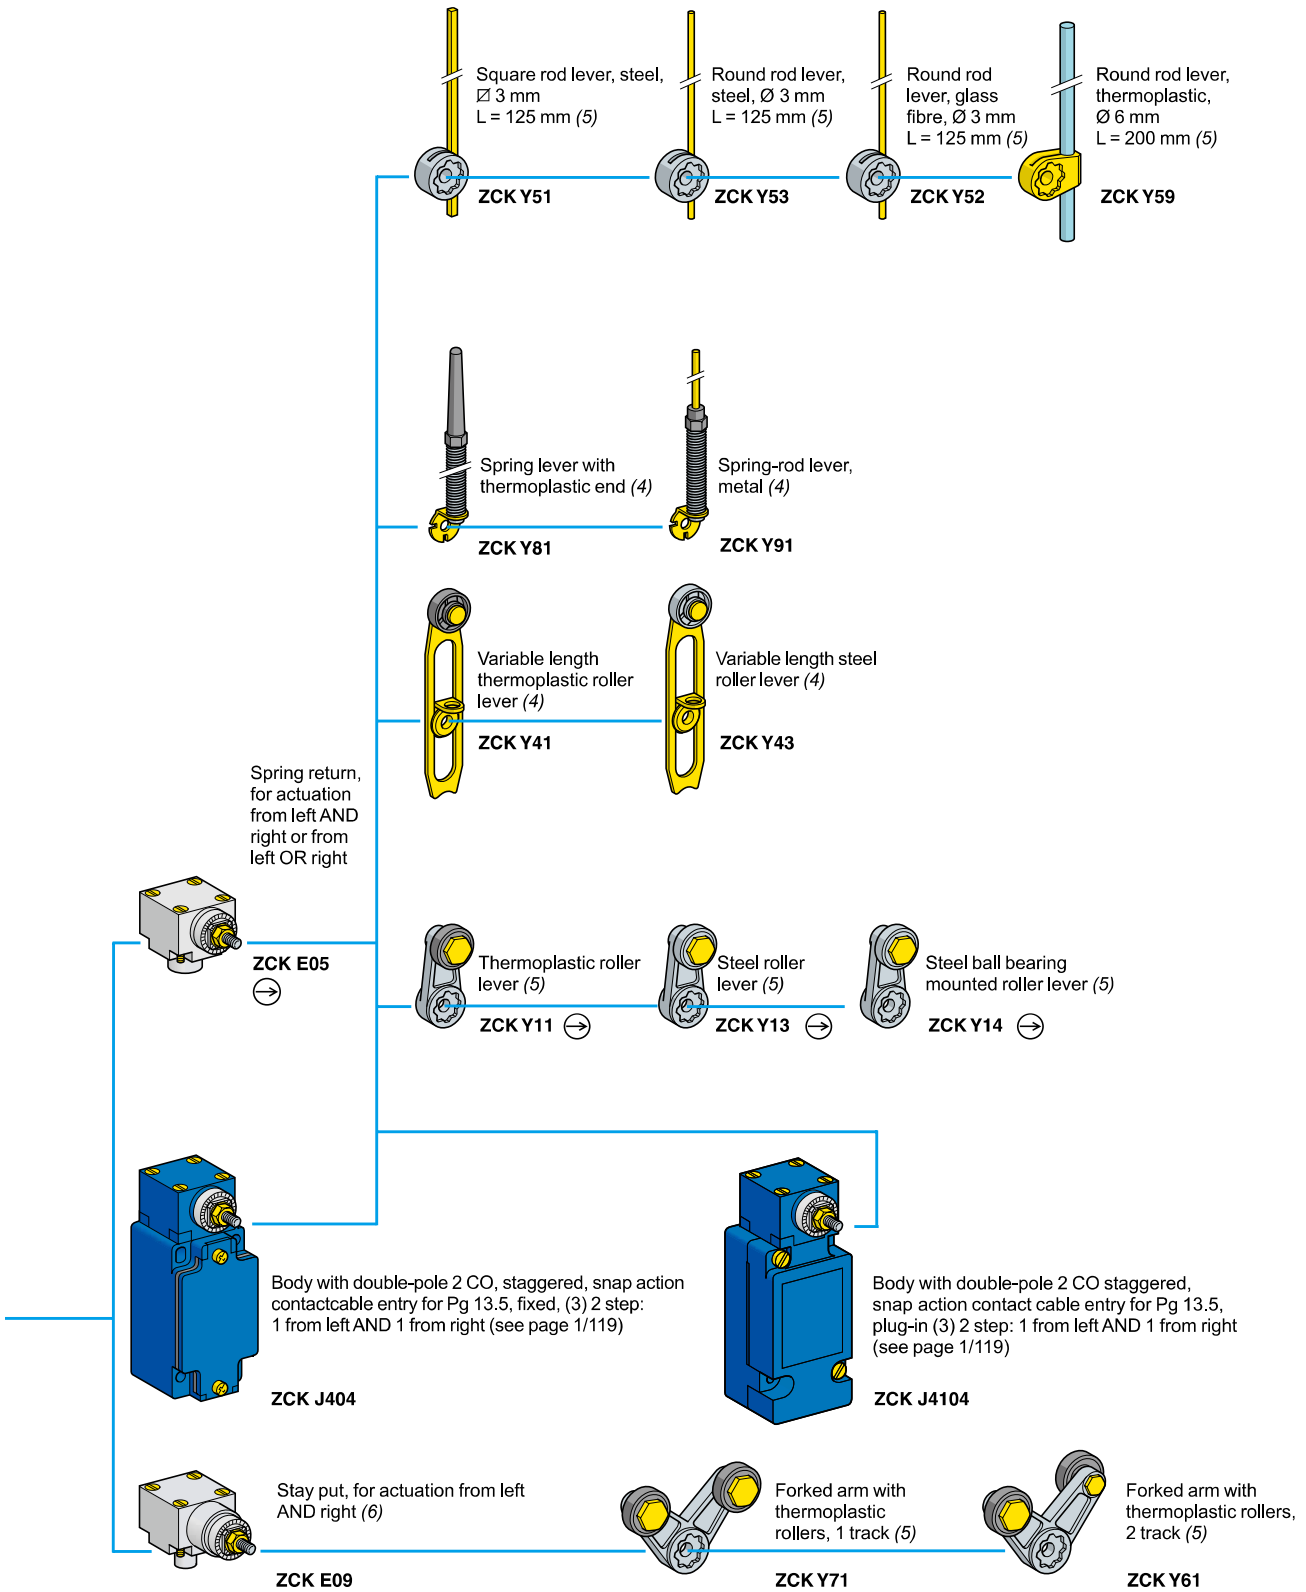 Square rod lever, steel,
⌀ 3 mm
L = 125 mm (5)
ZCK Y51
Round rod lever,
steel, Ø 3 mm
L = 125 mm (5)
ZCK Y53
Round rod
lever, glass
fibre, Ø 3 mm
L = 125 mm (5)
ZCK Y52
Round rod lever,
thermoplastic,
Ø 6 mm
L = 200 mm (5)
ZCK Y59
Spring lever with
thermoplastic end (4)
ZCK Y81
Spring-rod lever,
metal (4)
ZCK Y91
Variable length
thermoplastic roller
lever (4)
ZCK Y41
Variable length steel
roller lever (4)
ZCK Y43
Spring return,
for actuation
from left AND
right or from
left OR right
ZCK E05
Thermoplastic roller
lever (5)
ZCK Y11
Steel roller
lever (5)
ZCK Y13
Steel ball bearing
mounted roller lever (5)
ZCK Y14
Body with double-pole 2 CO, staggered, snap action
contactcable entry for Pg 13.5, fixed, (3) 2 step:
1 from left AND 1 from right (see page 1/119)
ZCK J404
Body with double-pole 2 CO staggered,
snap action contact cable entry for Pg 13.5,
plug-in (3) 2 step: 1 from left AND 1 from right
(see page 1/119)
ZCK J4104
Stay put, for actuation from left
AND right (6)
ZCK E09
Forked arm with
thermoplastic
rollers, 1 track (5)
ZCK Y71
Forked arm with
thermoplastic rollers,
2 track (5)
ZCK Y61